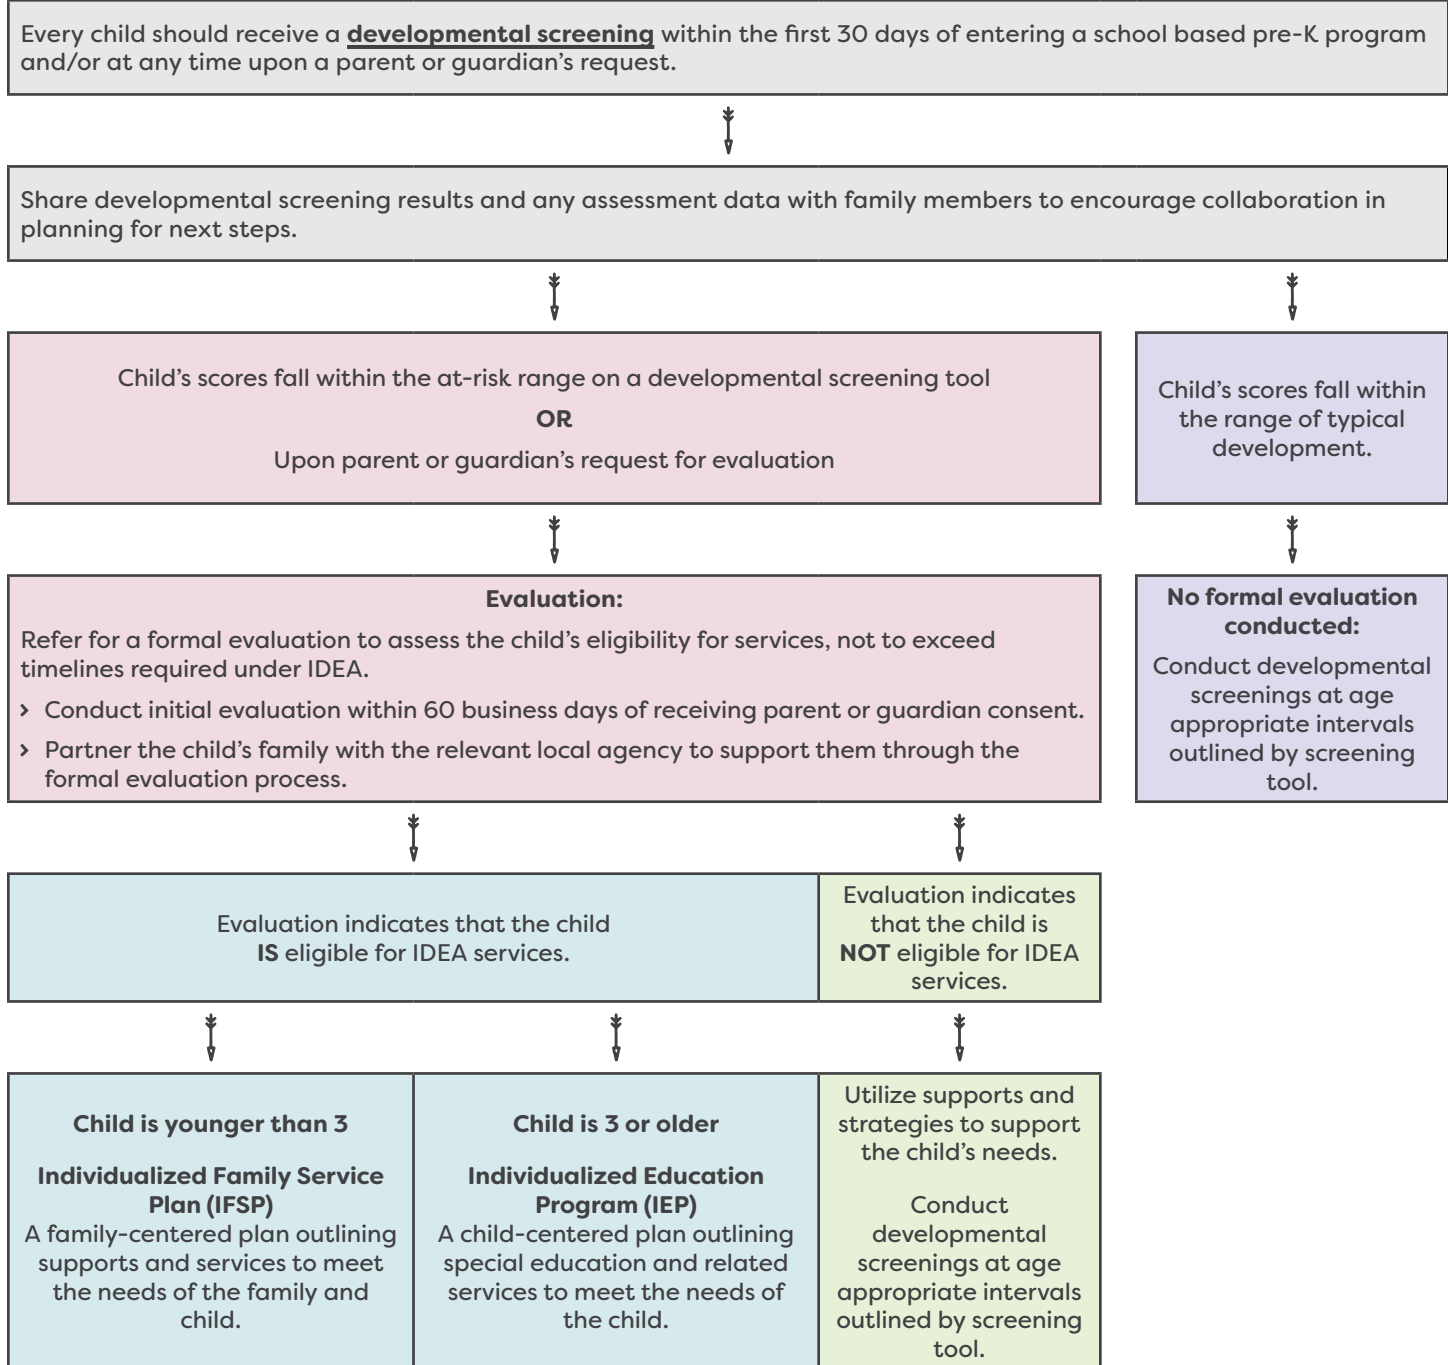 Every child should receive a developmental screening within the first 30 days of entering a school based pre-K program
and/or at any time upon a parent or guardian’s request.
Share developmental screening results and any assessment data with family members to encourage collaboration in
planning for next steps.
Child’s scores fall within the at-risk range on a developmental screening tool
OR
Upon parent or guardian’s request for evaluation
Child’s scores fall within
the range of typical
development.
Evaluation:
Refer for a formal evaluation to assess the child’s eligibility for services, not to exceed
timelines required under IDEA.
› Conduct initial evaluation within 60 business days of receiving parent or guardian consent.
› Partner the child’s family with the relevant local agency to support them through the
formal evaluation process.
No formal evaluation
conducted:
Conduct developmental
screenings at age
appropriate intervals
outlined by screening
tool.
Evaluation indicates that the child
IS eligible for IDEA services.
Evaluation indicates
that the child is
NOT eligible for IDEA
services.
Child is younger than 3
Individualized Family Service
Plan (IFSP)
A family-centered plan outlining
supports and services to meet
the needs of the family and
child.
Child is 3 or older
Individualized Education
Program (IEP)
A child-centered plan outlining
special education and related
services to meet the needs of
the child.
Utilize supports and
strategies to support
the child’s needs.
Conduct
developmental
screenings at age
appropriate intervals
outlined by screening
tool.